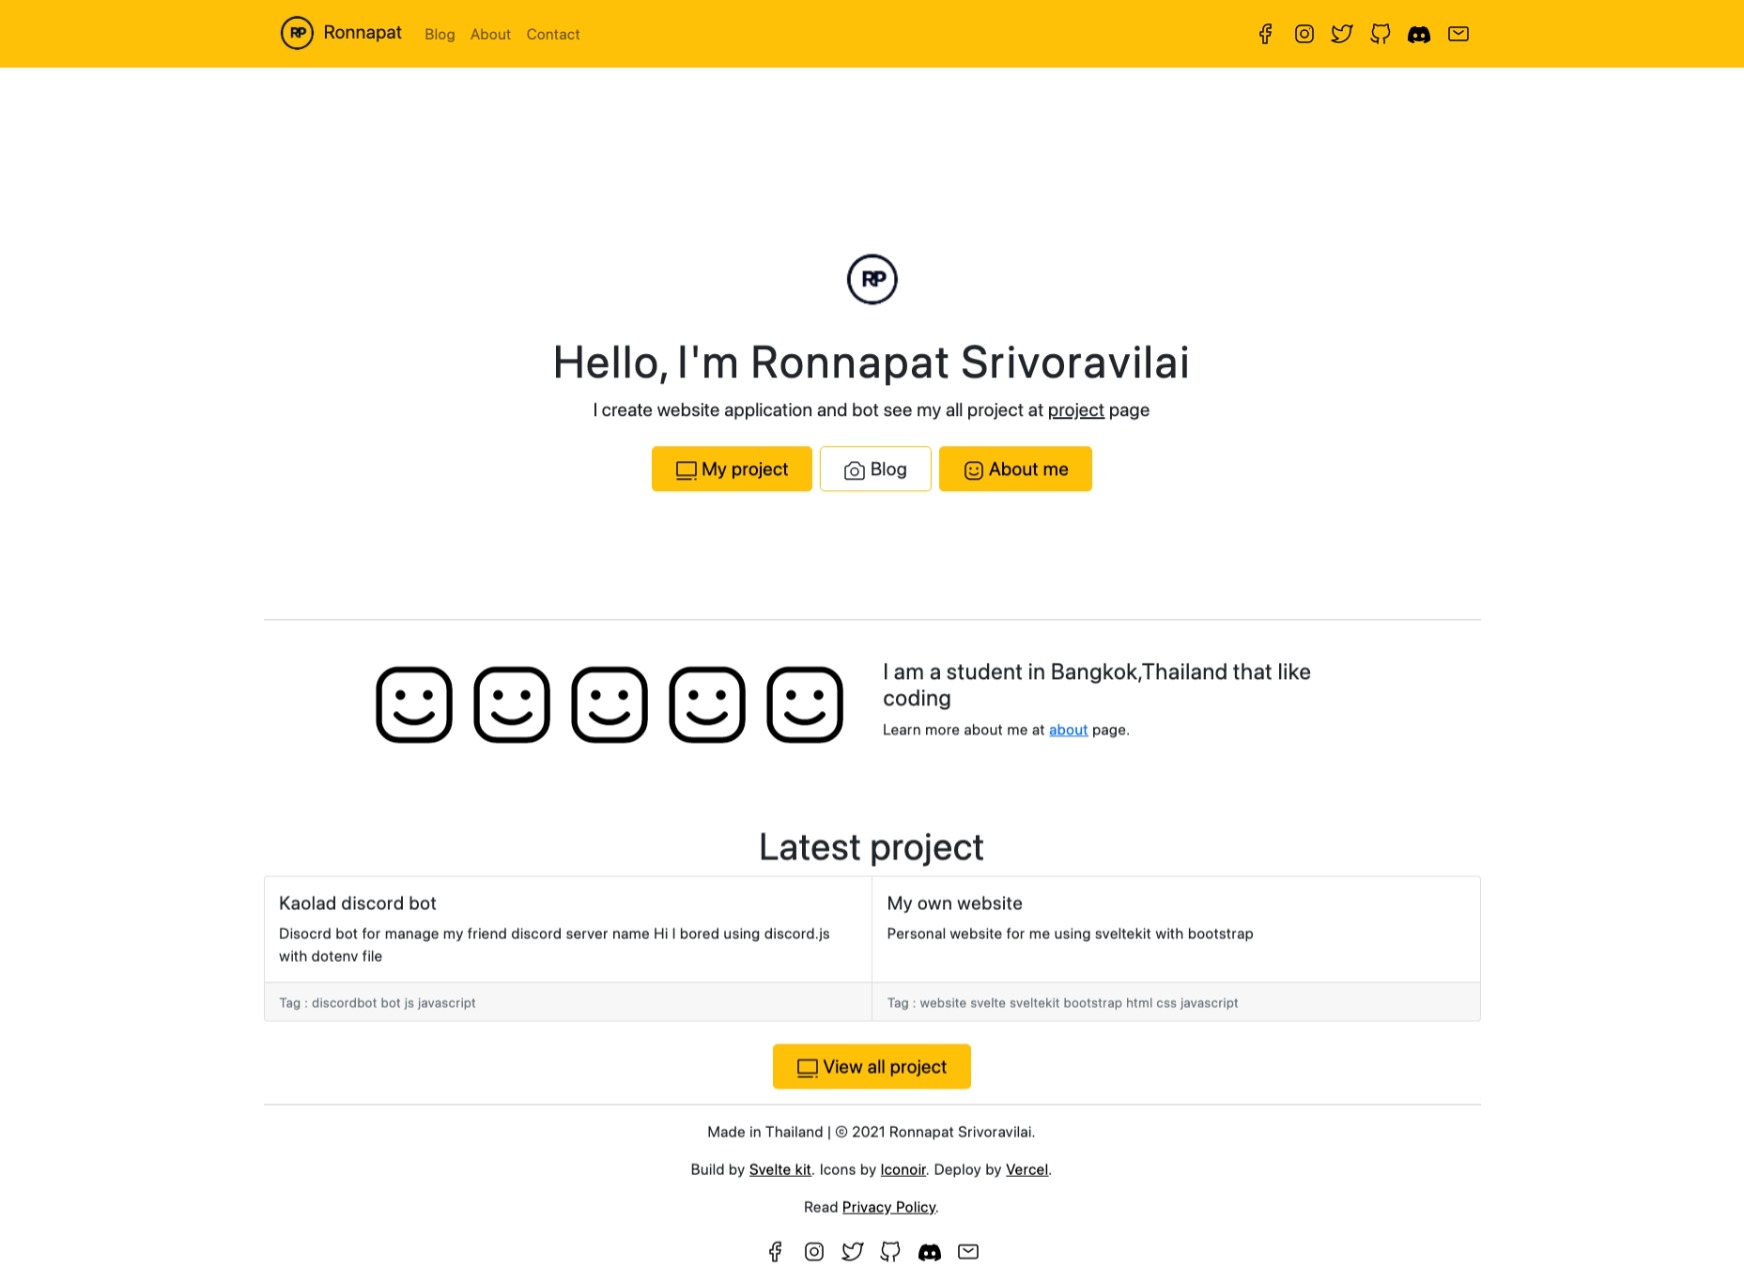 RP Ronnapat Blog About Contact
RP
Hello, I'm Ronnapat Srivoravilai
I create website application and bot see my all project at project page
My project Blog About me
I am a student in Bangkok,Thailand that like
coding
Learn more about me at about page.
Latest project
Kaolad discord bot
Disocrd bot for manage my friend discord server name Hi I bored using discord.js
with dotenv file
Tag : discordbot bot js javascript
My own website
Personal website for me using sveltekit with bootstrap
Tag : website svelte sveltekit bootstrap html css javascript
View all project
Made in Thailand | © 2021 Ronnapat Srivoravilai.
Build by Svelte kit. Icons by Iconoir. Deploy by Vercel.
Read Privacy Policy.